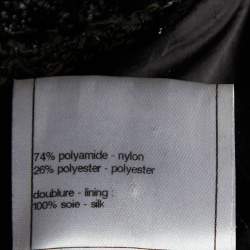 74% polyamide - nylon
26% polyester - polyester
doublure - lining :
100% soie - silk